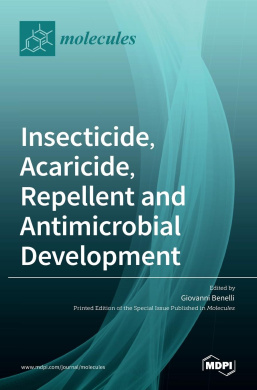 molecules
Insecticide,
Acaricide,
Repellent and
Antimicrobial
Development
Edited by
Giovanni Benelli
Printed Edition of the Special Issue Published in Molecules
www.mdpi.com/journal/molecules
MDPI